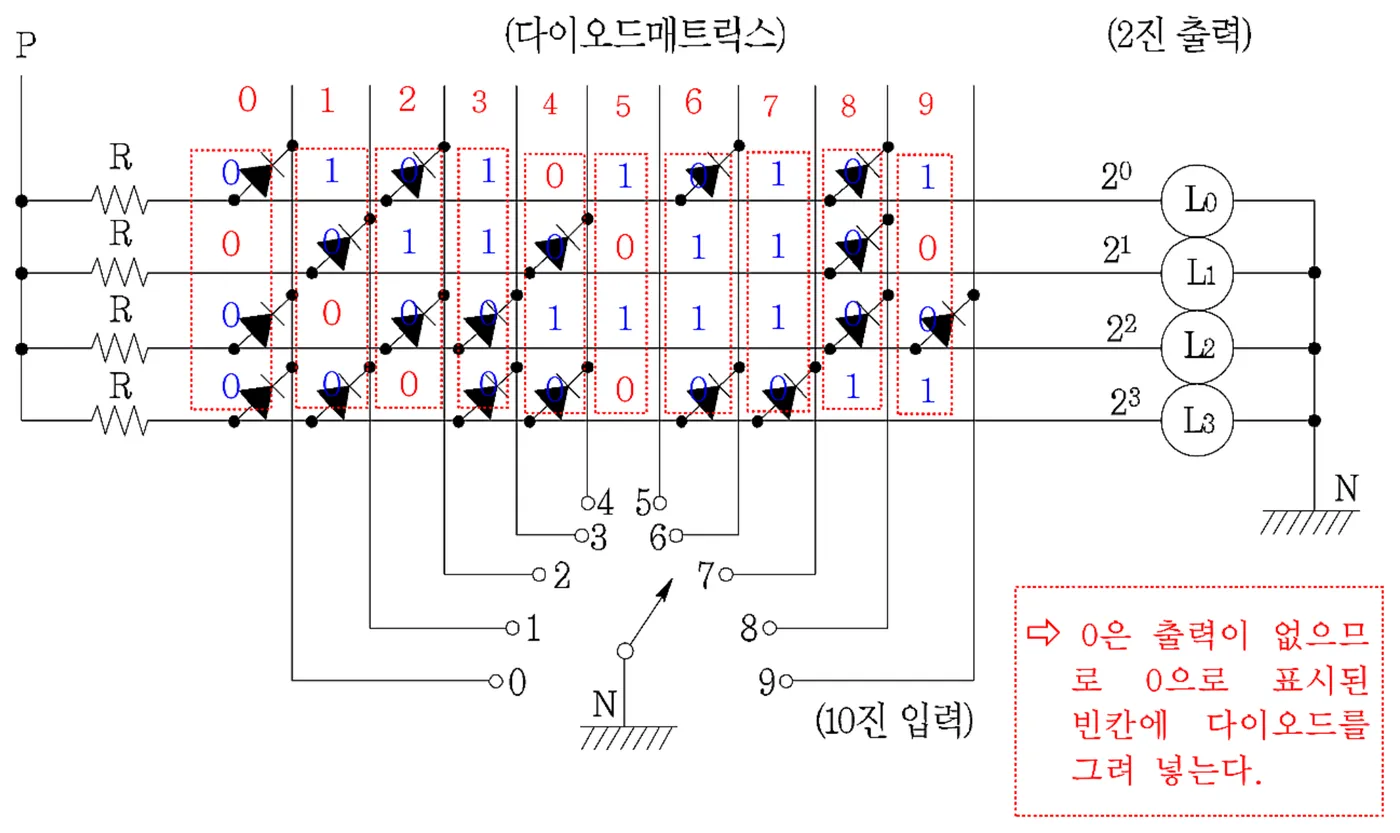 (다이오드매트릭스)
(2진 출력)
P
0 1 2 3 4 5 6 7 8 9
R
0 1 0 1 0 1 0 1 0 1
2⁰ L0
R
0 0 1 1 0 0 1 1 0 0
2¹ L1
R
0 0 0 0 1 1 1 1 0 0
2² L2
R
0 0 0 0 0 0 0 0 1 1
2³ L3
N
4 5
3 6
2 7
1 8
0 9
N
(10진 입력)
⇨ 0은 출력이 없으므
로 0으로 표시된
빈칸에 다이오드를
그려 넣는다.